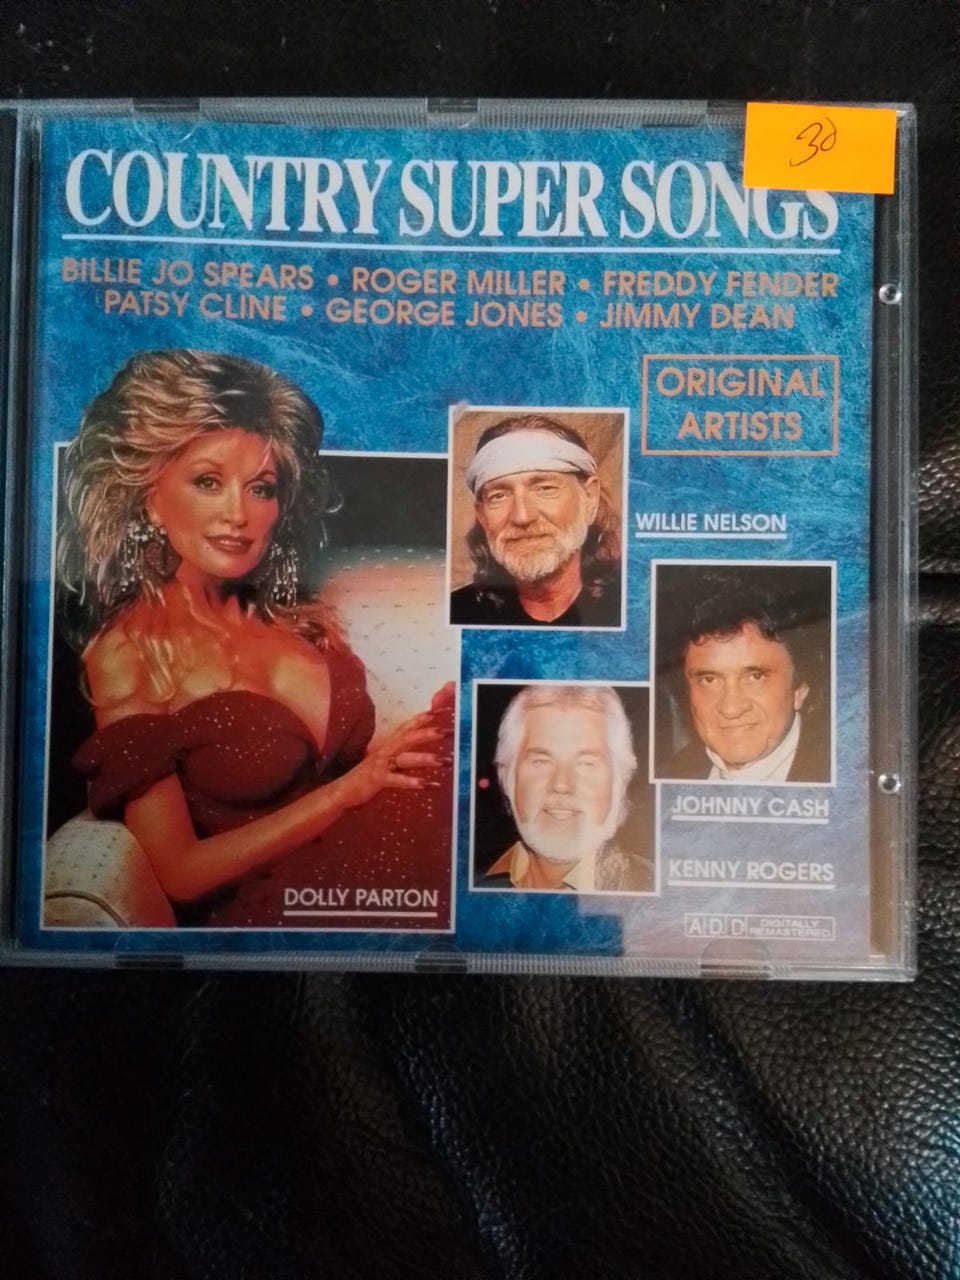 30
COUNTRY SUPER SONGS
BILLIE JO SPEARS • ROGER MILLER • FREDDY FENDER
PATSY CLINE • GEORGE JONES • JIMMY DEAN
ORIGINAL
ARTISTS
WILLIE NELSON
JOHNNY CASH
KENNY ROGERS
DOLLY PARTON
ADD DIGITALLY
REMASTERED